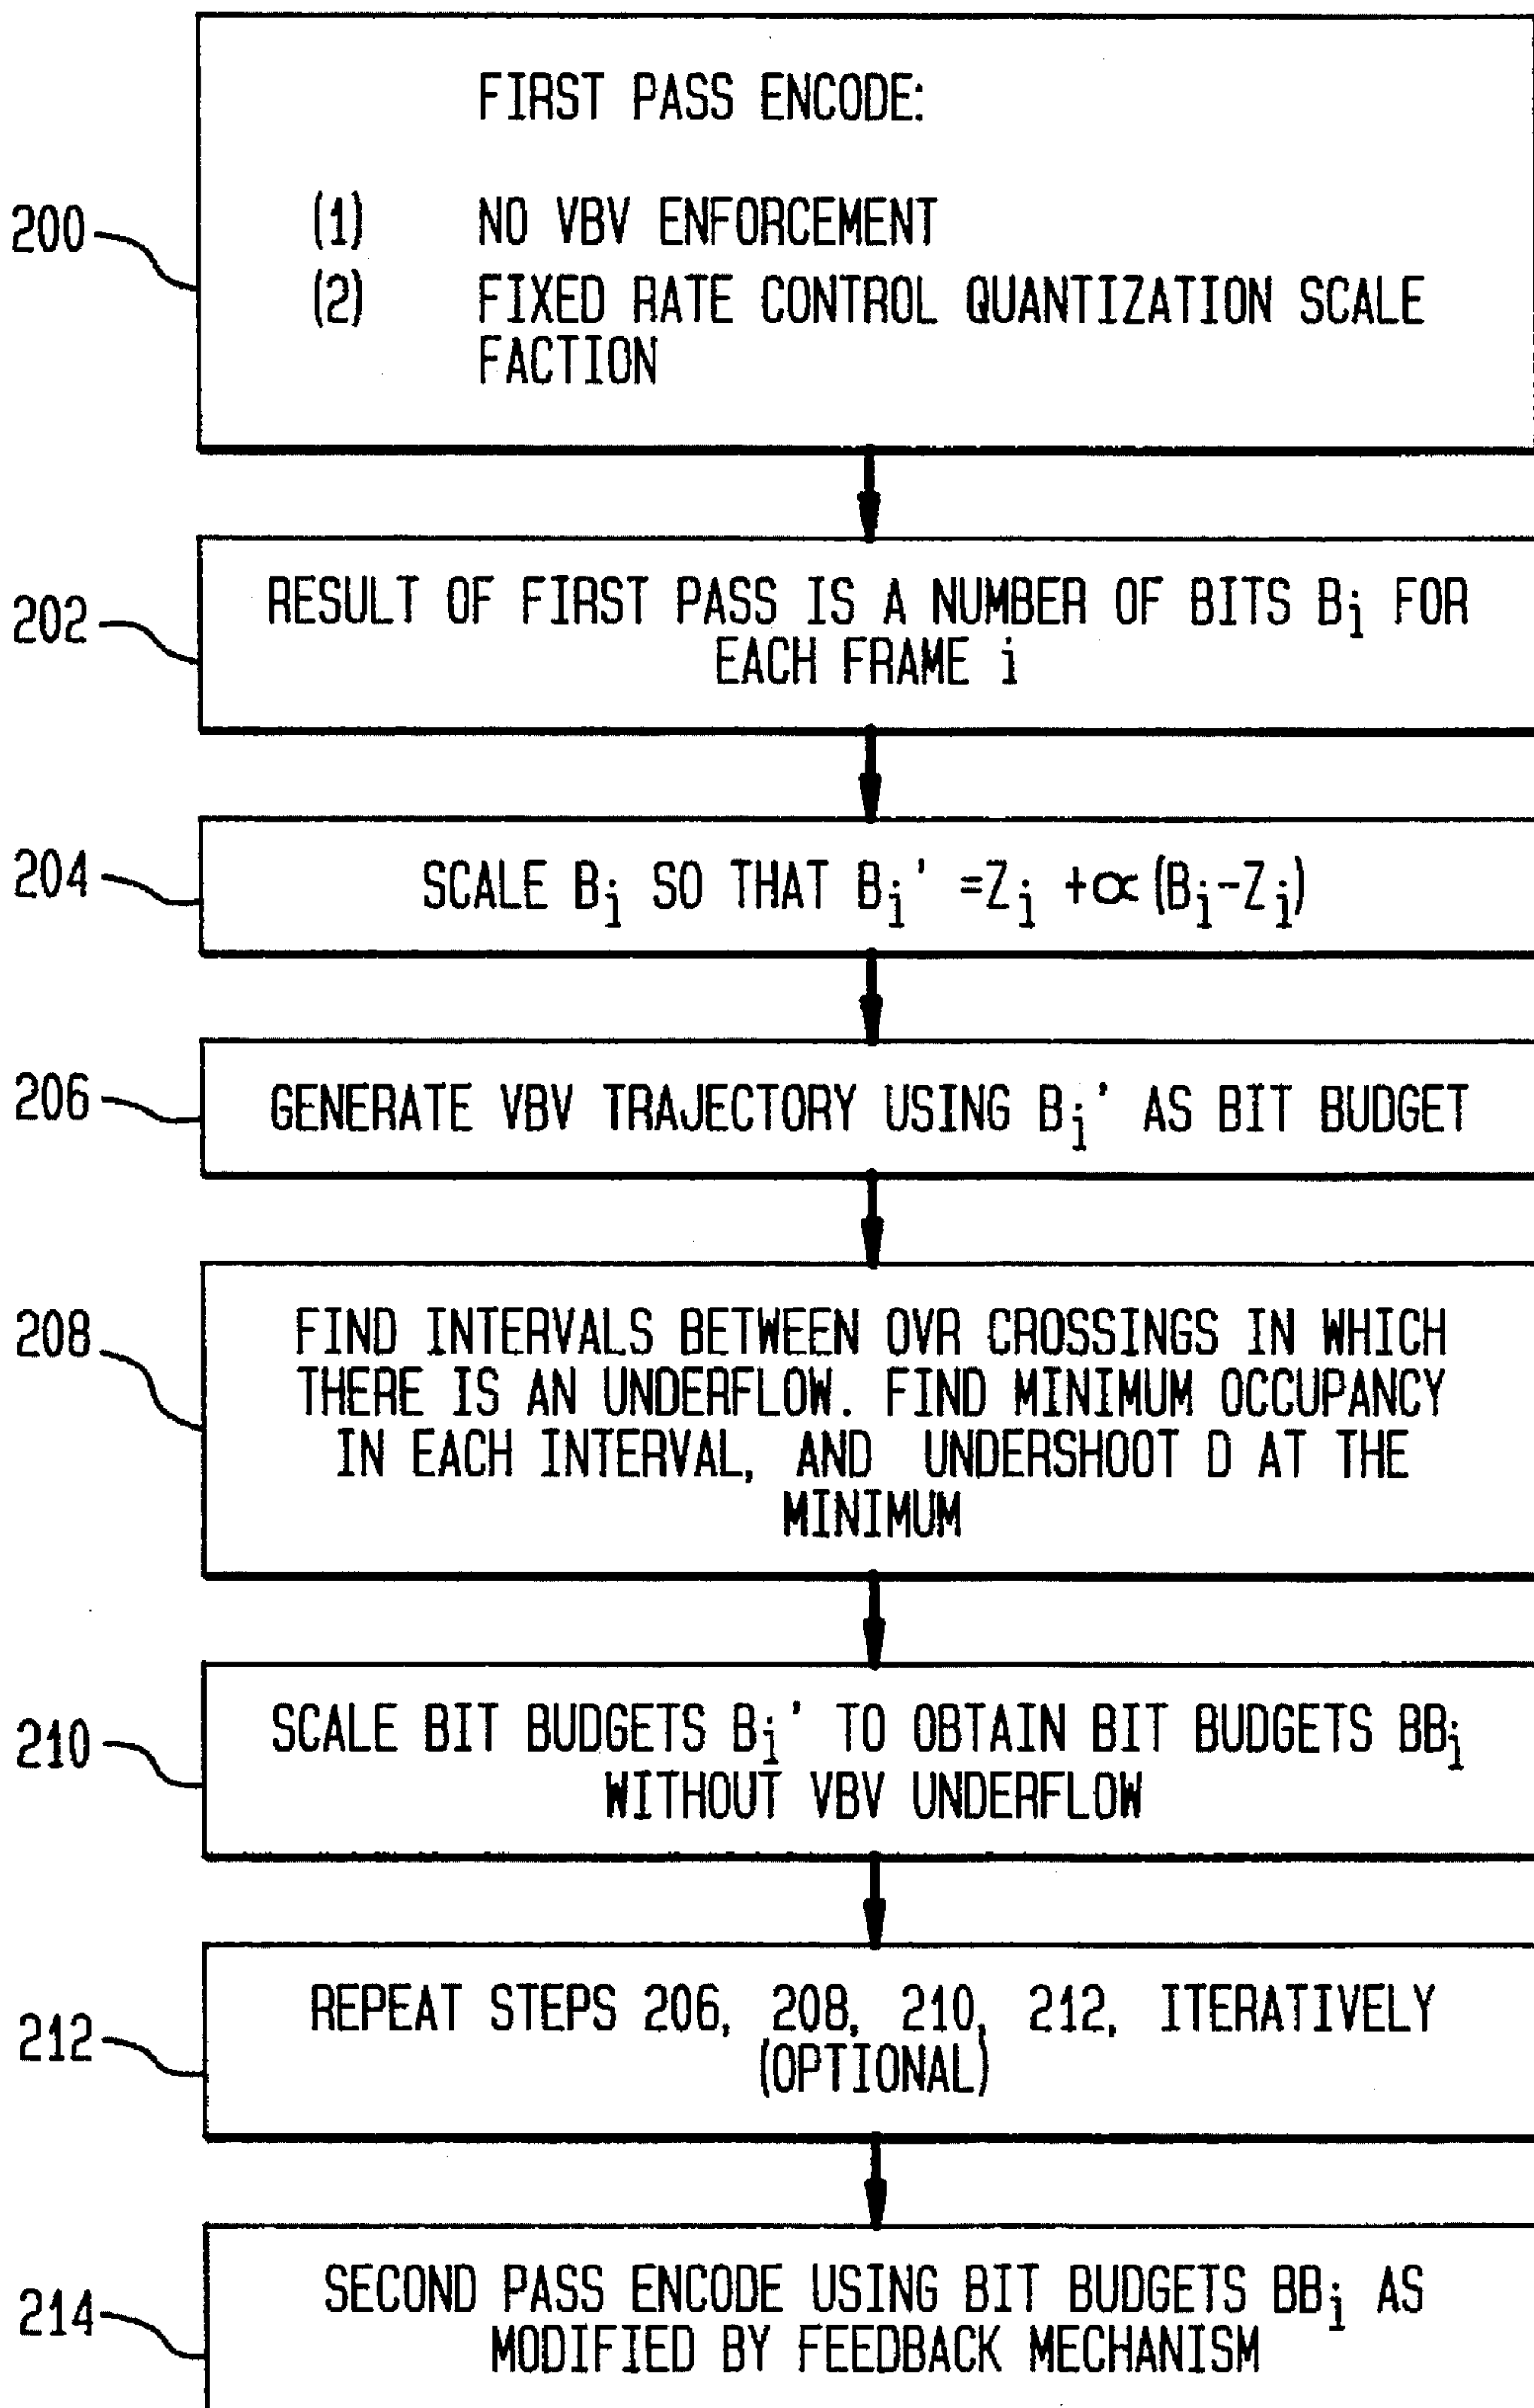 FIRST PASS ENCODE:
200
(1) NO VBV ENFORCEMENT
(2) FIXED RATE CONTROL QUANTIZATION SCALE
FACTION
202
RESULT OF FIRST PASS IS A NUMBER OF BITS Bi FOR
EACH FRAME i
204
SCALE Bi SO THAT Bi' =Zi +∝(Bi-Zi)
206
GENERATE VBV TRAJECTORY USING Bi' AS BIT BUDGET
208
FIND INTERVALS BETWEEN OVR CROSSINGS IN WHICH
THERE IS AN UNDERFLOW. FIND MINIMUM OCCUPANCY
IN EACH INTERVAL, AND UNDERSHOOT D AT THE
MINIMUM
210
SCALE BIT BUDGETS Bi' TO OBTAIN BIT BUDGETS BBi
WITHOUT VBV UNDERFLOW
212
REPEAT STEPS 206, 208, 210, 212, ITERATIVELY
(OPTIONAL)
214
SECOND PASS ENCODE USING BIT BUDGETS BBi AS
MODIFIED BY FEEDBACK MECHANISM